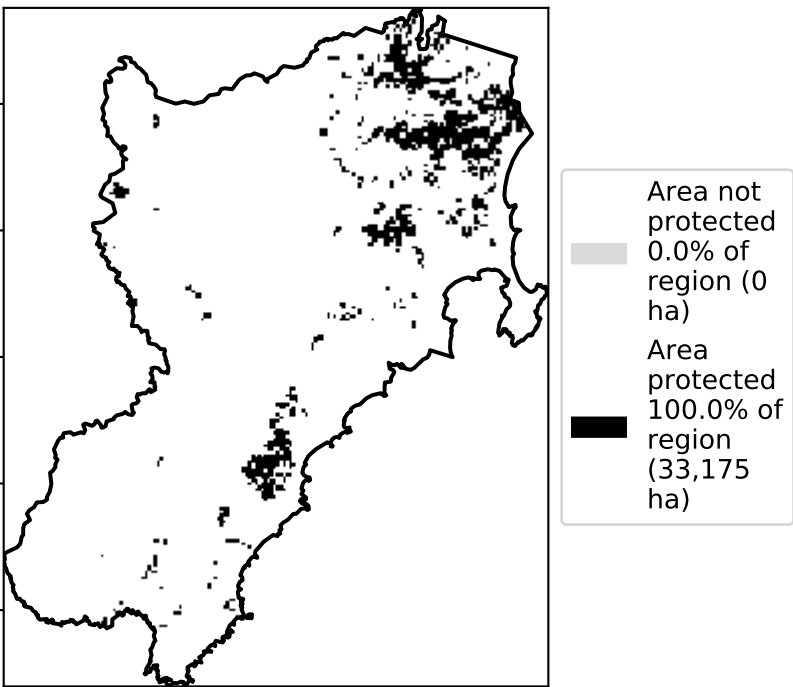 Area not
protected
0.0% of
region (0
ha)
Area
protected
100.0% of
region
(33,175
ha)